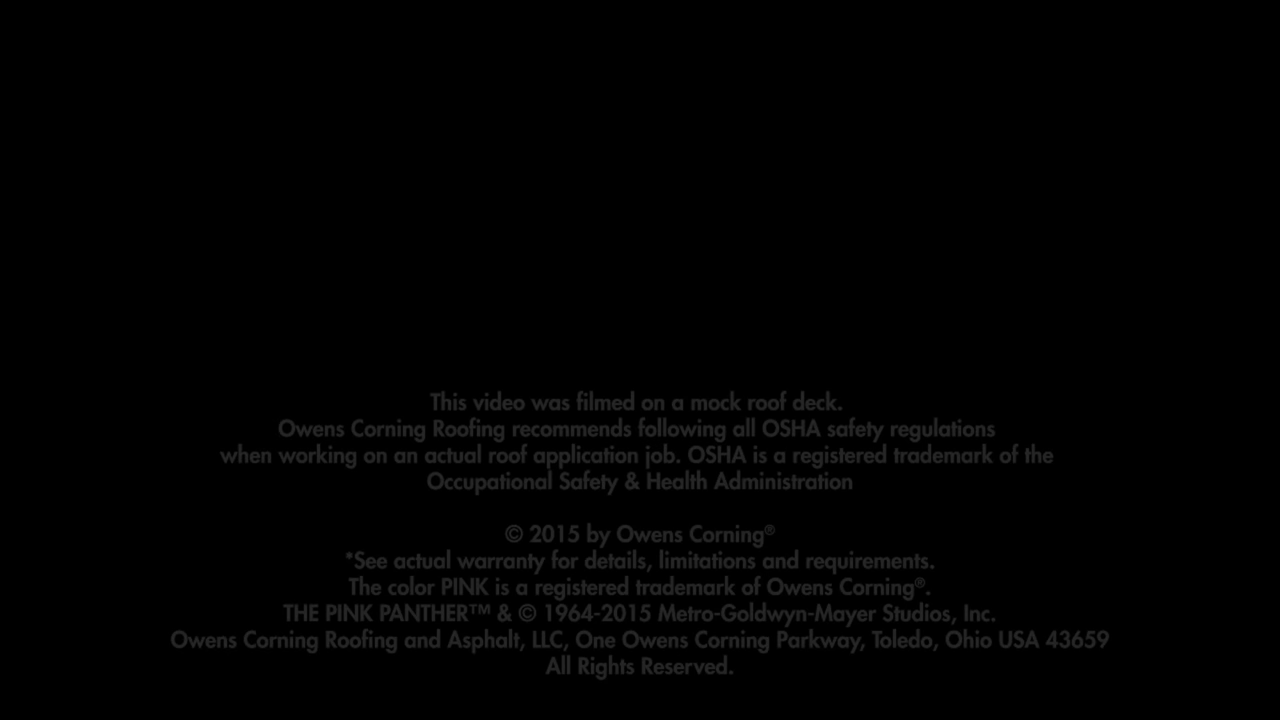 This video was filmed on a mock roof deck.
Owens Corning Roofing recommends following all OSHA safety regulations
when working on an actual roof application job. OSHA is a registered trademark of the
Occupational Safety & Health Administration
© 2015 by Owens Corning®
*See actual warranty for details, limitations and requirements.
The color PINK is a registered trademark of Owens Corning®.
THE PINK PANTHER™ & © 1964-2015 Metro-Goldwyn-Mayer Studios, Inc.
Owens Corning Roofing and Asphalt, LLC, One Owens Corning Parkway, Toledo, Ohio USA 43659
All Rights Reserved.